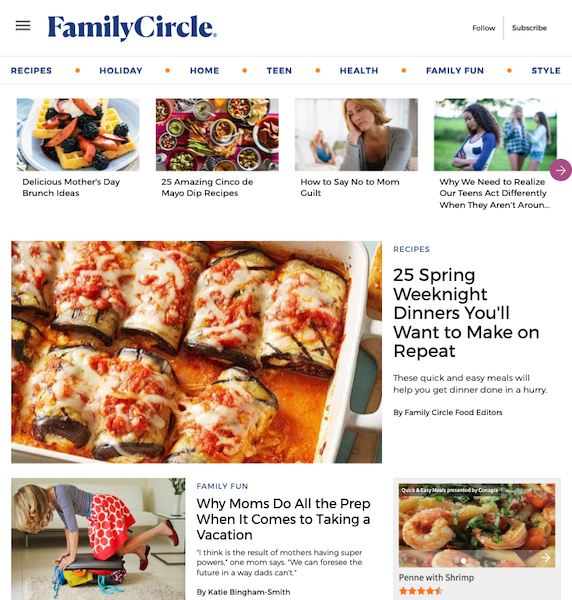 FamilyCircle®
Follow
Subscribe
RECIPES
HOLIDAY
HOME
TEEN
HEALTH
FAMILY FUN
STYLE
Delicious Mother's Day
Brunch Ideas
25 Amazing Cinco de
Mayo Dip Recipes
How to Say No to Mom
Guilt
Why We Need to Realize
Our Teens Act Differently
When They Aren't Aroun...
RECIPES
25 Spring
Weeknight
Dinners You'll
Want to Make on
Repeat
These quick and easy meals will
help you get dinner done in a hurry.
By Family Circle Food Editors
FAMILY FUN
Why Moms Do All the Prep
When It Comes to Taking a
Vacation
"I think is the result of mothers having super
powers," one mom says. "We can foresee the
future in a way dads can't."
By Katie Bingham-Smith
Quick & Easy Meals presented by Conagra
Penne with Shrimp